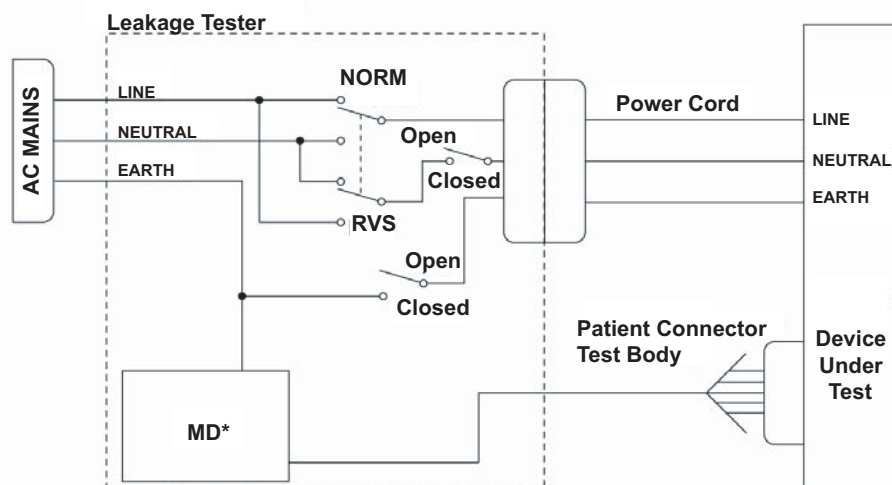 Leakage Tester
AC MAINS
LINE
NEUTRAL
EARTH
NORM
RVS
Open
Closed
Open
Closed
Power Cord
LINE
NEUTRAL
EARTH
Patient Connector
Test Body
Device
Under
Test
MD*